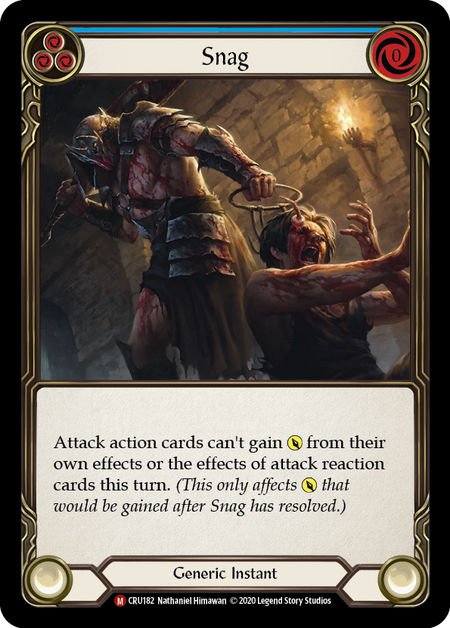 0
Snag
Attack action cards can't gain from their
own effects or the effects of attack reaction
cards this turn. (This only affects that
would be gained after Snag has resolved.)
Generic Instant
M CRU182 Nathaniel Himawan © 2020 Legend Story Studios